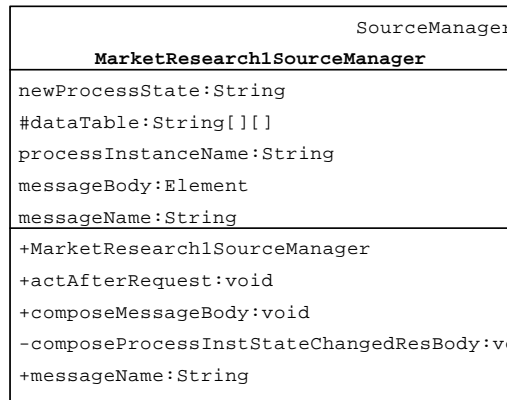 SourceManager
MarketResearch1SourceManager
newProcessState:String
#dataTable:String[][]
processInstanceName:String
messageBody:Element
messageName:String
+MarketResearch1SourceManager
+actAfterRequest:void
+composeMessageBody:void
-composeProcessInstStateChangedResBody:vo
+messageName:String